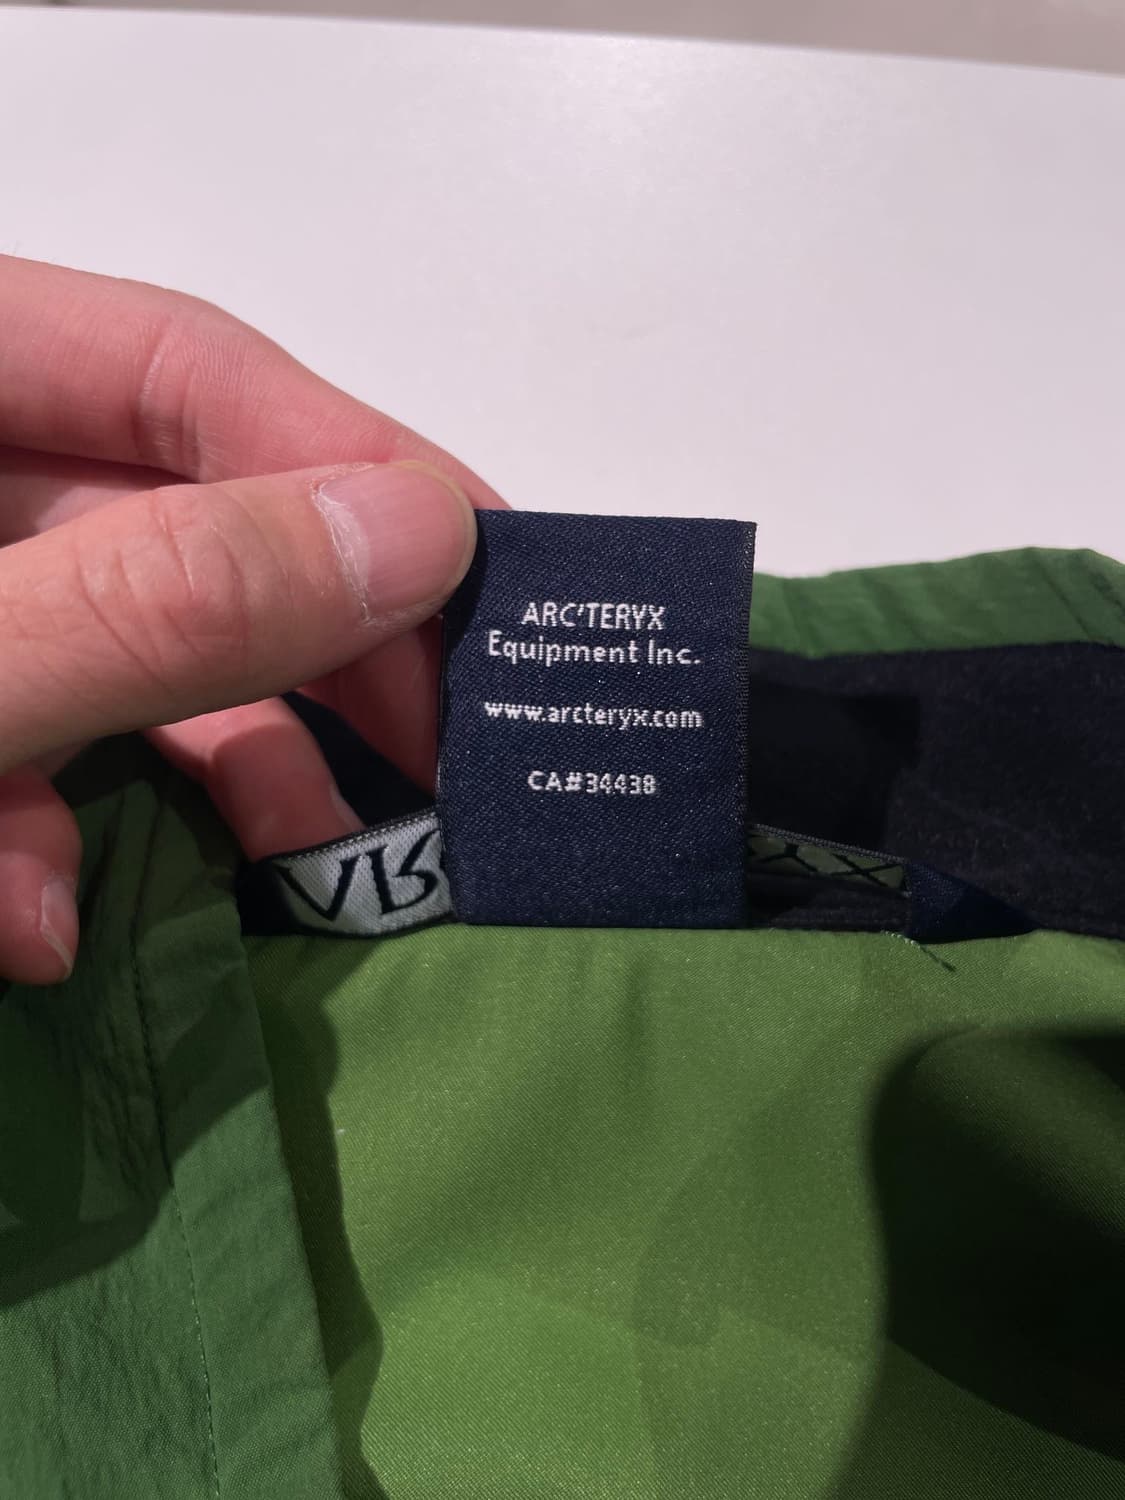 ARC'TERYX
Equipment Inc.
www.arcteryx.com
CA#34438